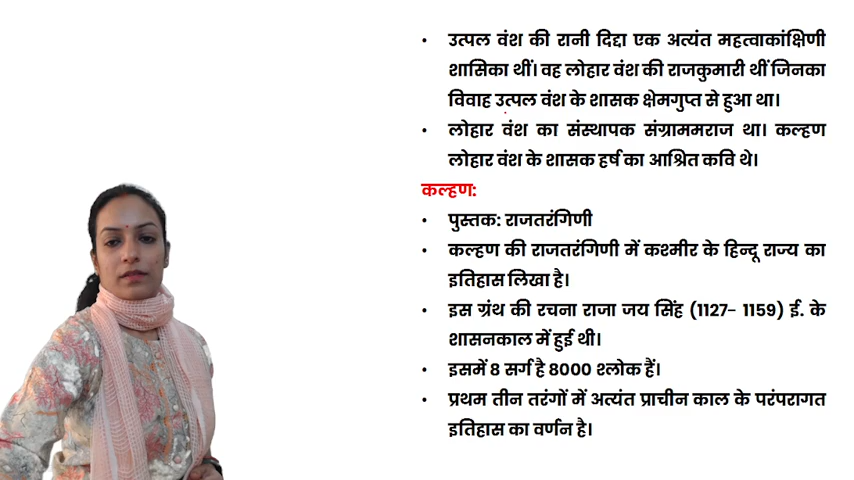 • उत्पल वंश की रानी दिद्दा एक अत्यंत महत्वाकांक्षिणी
शासिका थीं। वह लोहार वंश की राजकुमारी थीं जिनका
विवाह उत्पल वंश के शासक क्षेमगुप्त से हुआ था।
• लोहार वंश का संस्थापक संग्राममराज था। कल्हण
लोहार वंश के शासक हर्ष का आश्रित कवि थे।
कल्हण:
• पुस्तक: राजतरंगिणी
• कल्हण की राजतरंगिणी में कश्मीर के हिन्दू राज्य का
इतिहास लिखा है।
• इस ग्रंथ की रचना राजा जय सिंह (1127- 1159) ई. के
शासनकाल में हुई थी।
• इसमें 8 सर्ग है 8000 श्लोक हैं।
• प्रथम तीन तरंगों में अत्यंत प्राचीन काल के परंपरागत
इतिहास का वर्णन है।